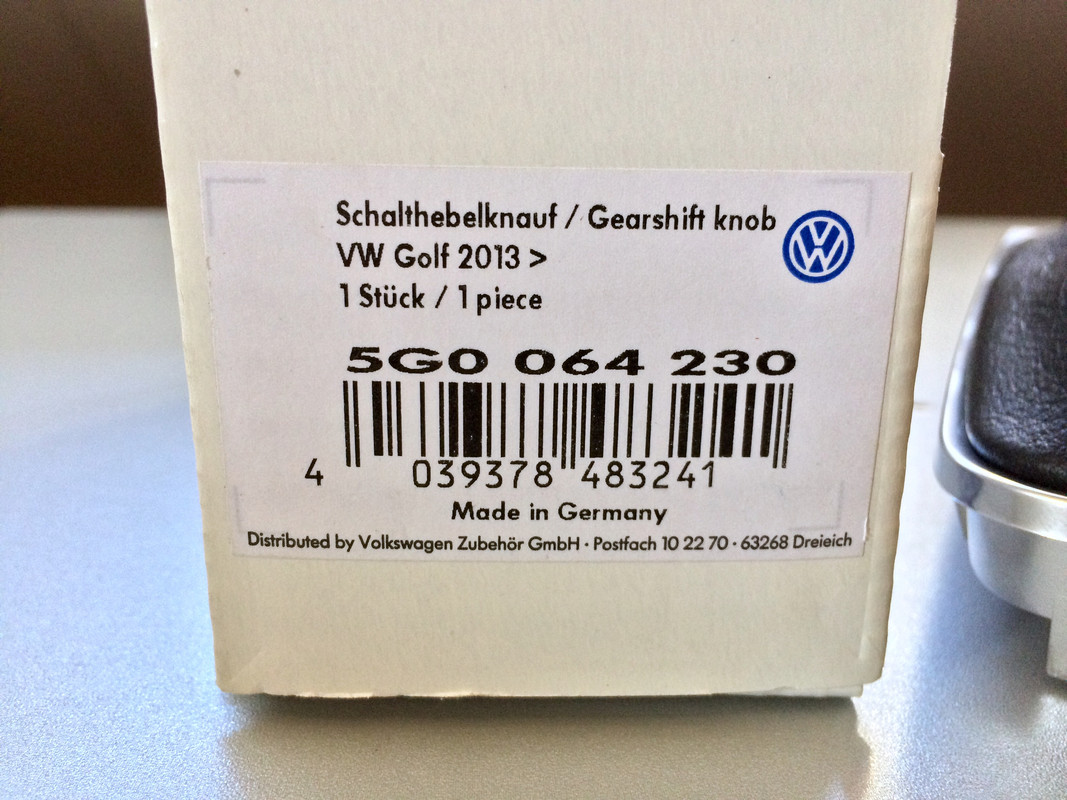 Schalthebelknauf / Gearshift knob
VW Golf 2013 >
1 Stück / 1 piece
5G0 064 230
4 039378 483241
Made in Germany
Distributed by Volkswagen Zubehör GmbH · Postfach 10 22 70 · 63268 Dreieich